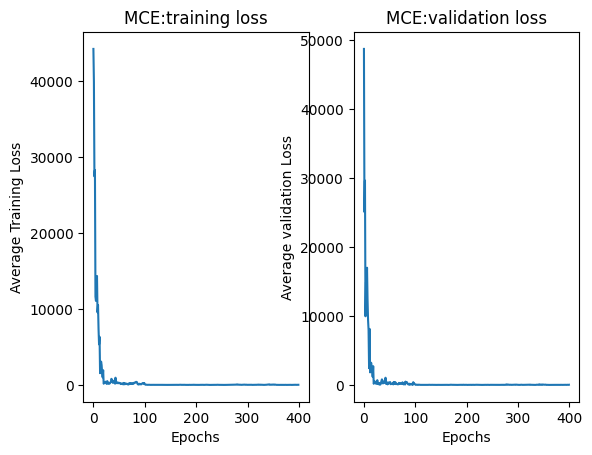 MCE:training loss
Average Training Loss
40000
30000
20000
10000
0
0 100 200 300 400
Epochs
MCE:validation loss
Average validation Loss
50000
40000
30000
20000
10000
0
0 100 200 300 400
Epochs